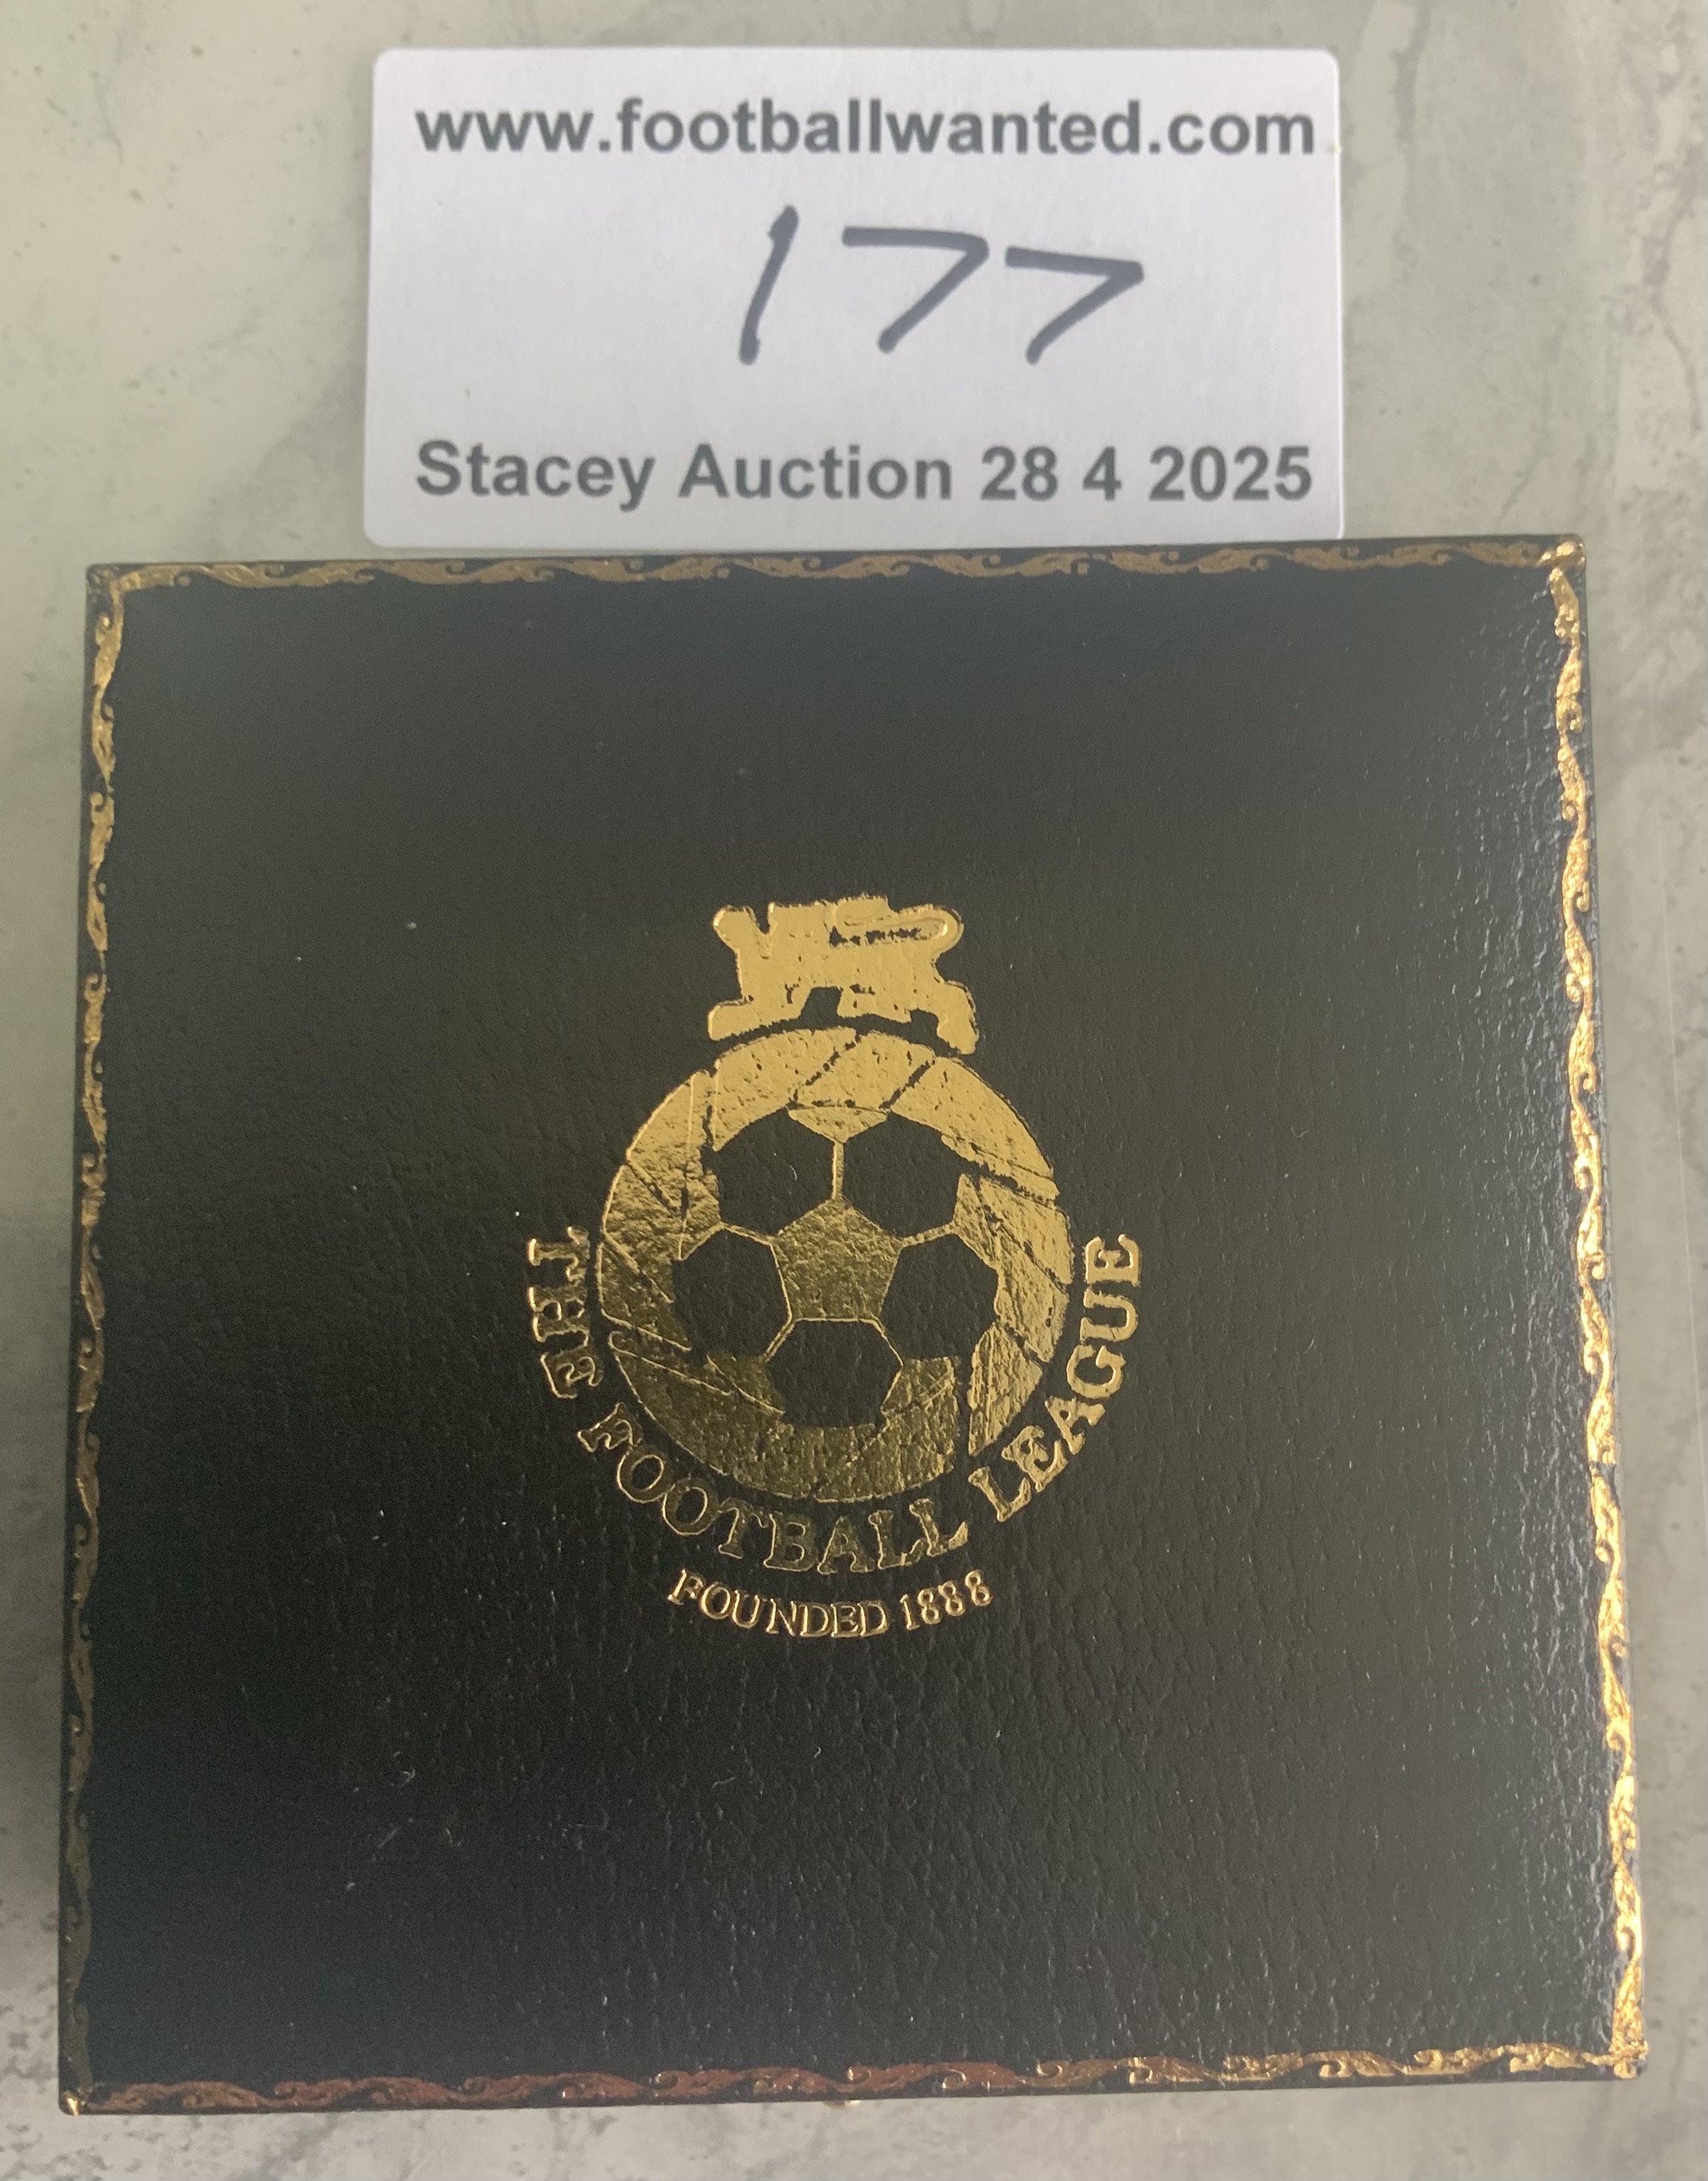 www.footballwanted.com
177
Stacey Auction 28 4 2025
THE FOOTBALL LEAGUE
FOUNDED 1888